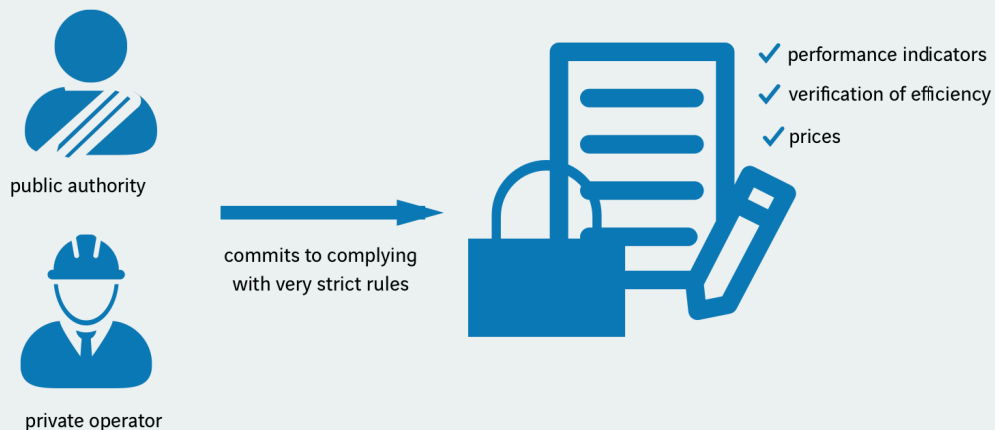 public authority
private operator
commits to complying
with very strict rules
performance indicators
verification of efficiency
prices